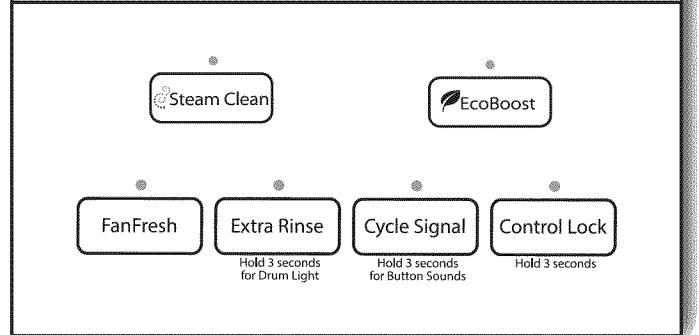 Steam Clean
EcoBoost
FanFresh
Extra Rinse
Hold 3 seconds
for Drum Light
Cycle Signal
Hold 3 seconds
for Button Sounds
Control Lock
Hold 3 seconds